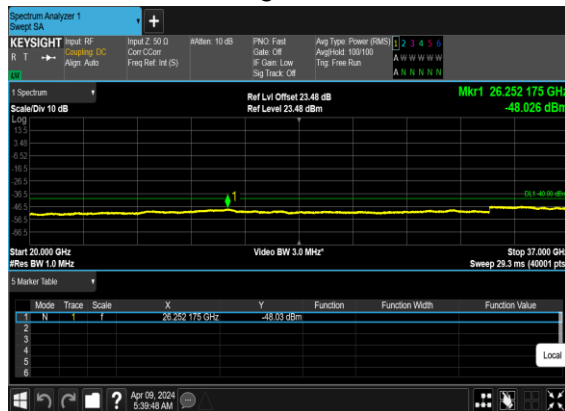 Spectrum Analyzer 1
Swept SA
+
KEYSIGHT Input: RF Input Z: 50 Ω #Atten: 10 dB PNO: Fast Avg Type: Power (RMS) 1 2 3 4 5 6
R T Coupling: DC Corr CCorr Gate: Off Avg|Hold: 100/100 A W W W W W
Align: Auto Freq Ref: Int (S) IF Gain: Low Trig: Free Run
LW Sig Track: Off A N N N N N
1 Spectrum Ref Lvl Offset 23.48 dB Mkr1 26.252 175 GHz
Scale/Div 10 dB Ref Level 23.48 dBm -48.026 dBm
Log
13.5
3.48
-6.52
-16.5
-26.5
-36.5 1 DL1 -40.00 dBm
-46.5
-56.5
-66.5
Start 20.000 GHz Video BW 3.0 MHz* Stop 37.000 GHz
#Res BW 1.0 MHz Sweep 29.3 ms (40001 pts
5 Marker Table
Mode Trace Scale X Y Function Function Width Function Value
1 N 1 f 26.252 175 GHz -48.03 dBm
2
3
4
5
6
Local
? Apr 09, 2024
5:39:48 AM